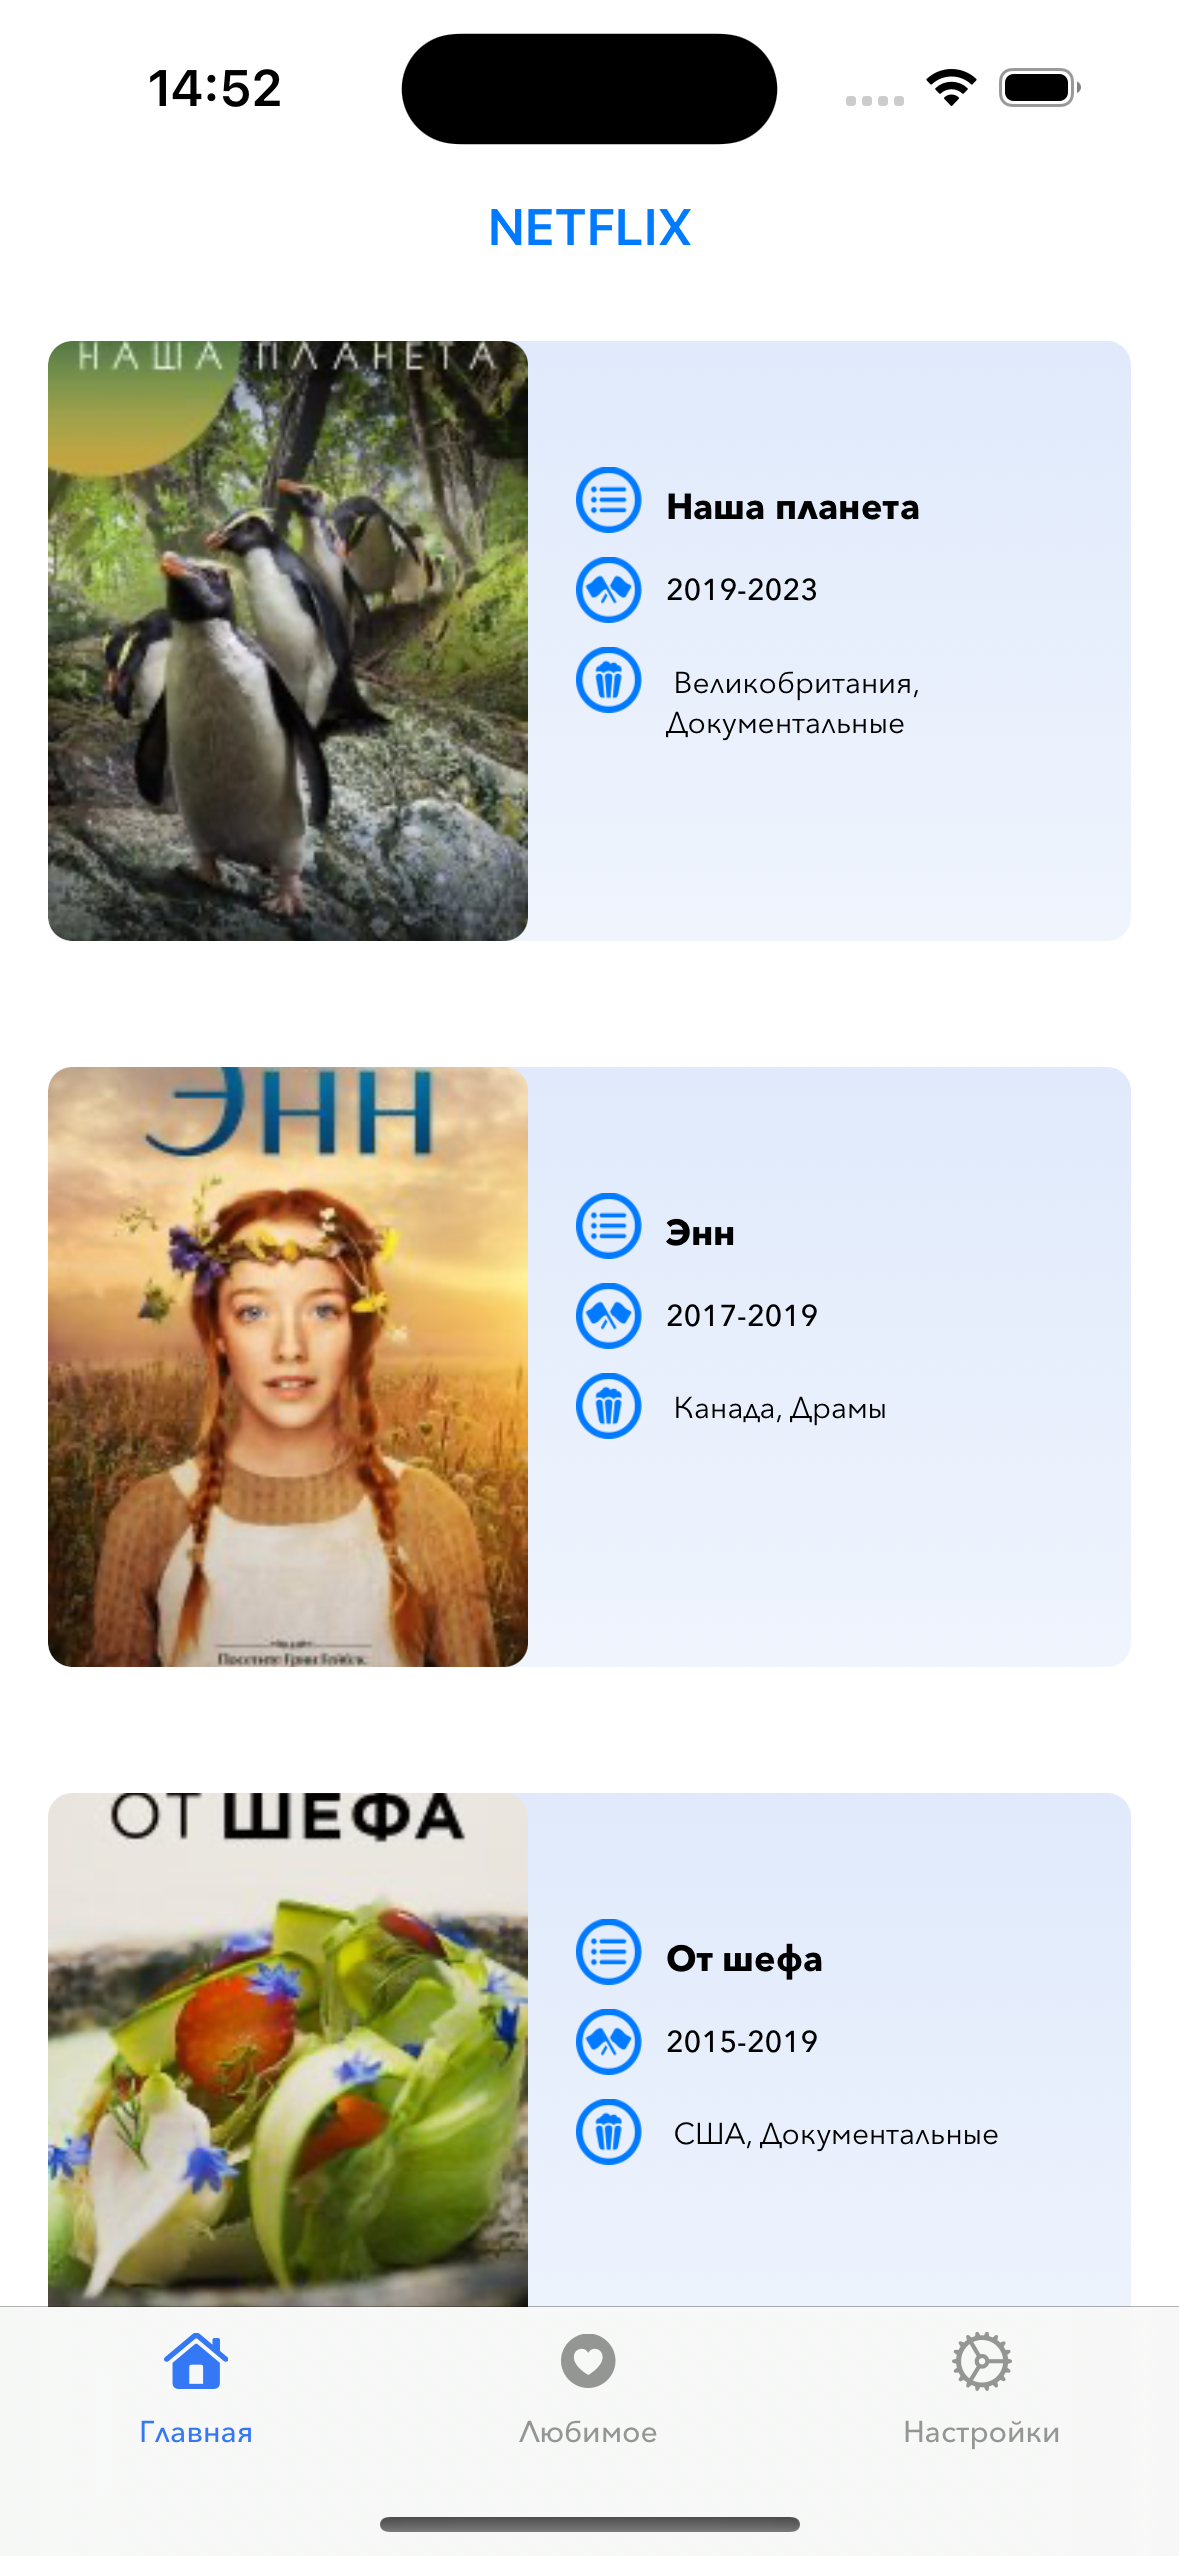 14:52
NETFLIX
НАША ПЛАНЕТА
Наша планета
2019-2023
Великобритания,
Документальные
ЭНН
Энн
2017-2019
Канада, Драмы
ОТ ШЕФА
От шефа
2015-2019
США, Документальные
Главная
Любимое
Настройки